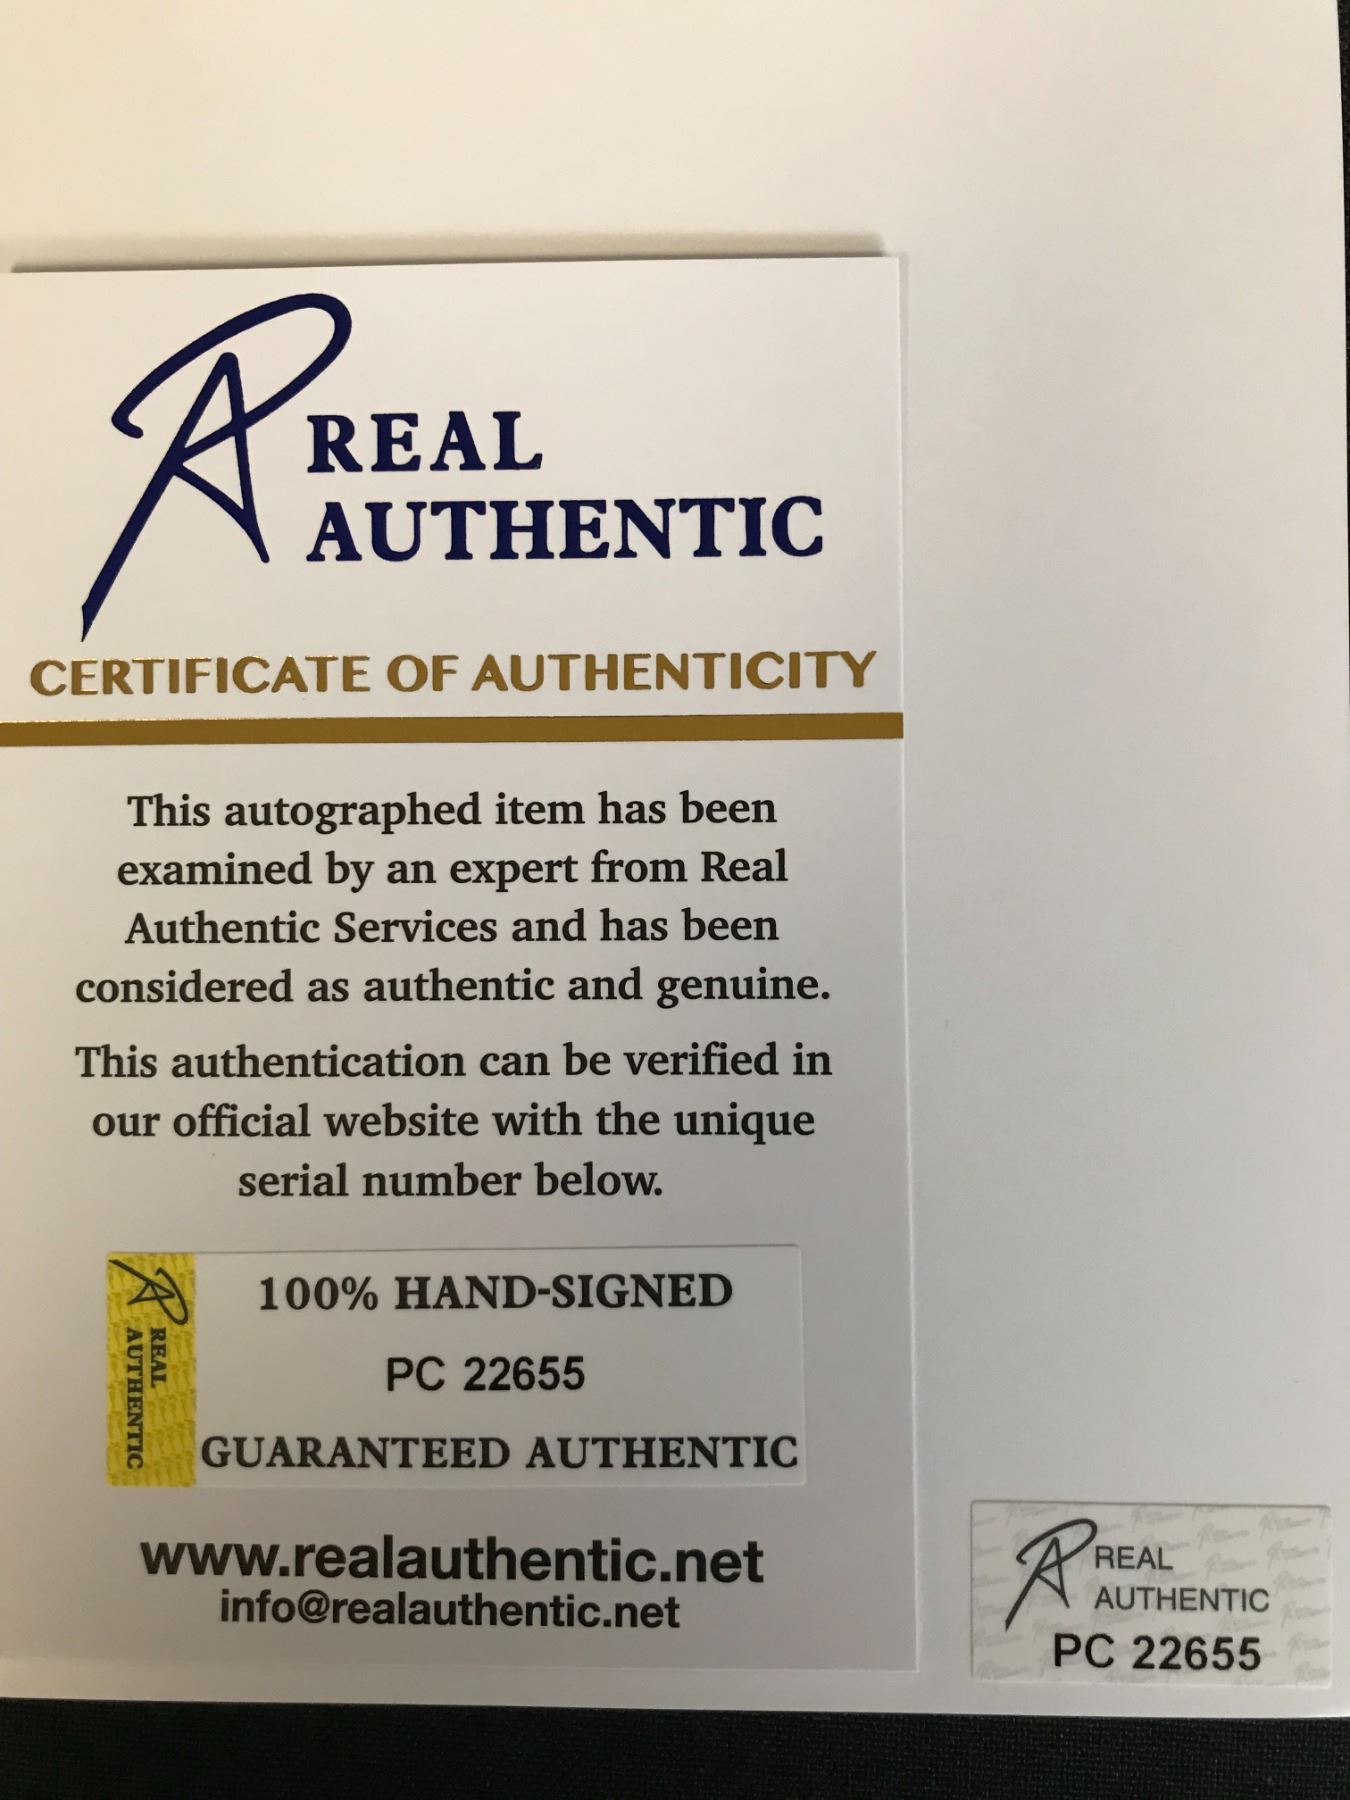 REAL
AUTHENTIC
CERTIFICATE OF AUTHENTICITY
This autographed item has been
examined by an expert from Real
Authentic Services and has been
considered as authentic and genuine.
This authentication can be verified in
our official website with the unique
serial number below.
REAL
AUTHENTIC
100% HAND-SIGNED
PC 22655
GUARANTEED AUTHENTIC
www.realauthentic.net
info@realauthentic.net
REAL
AUTHENTIC
PC 22655